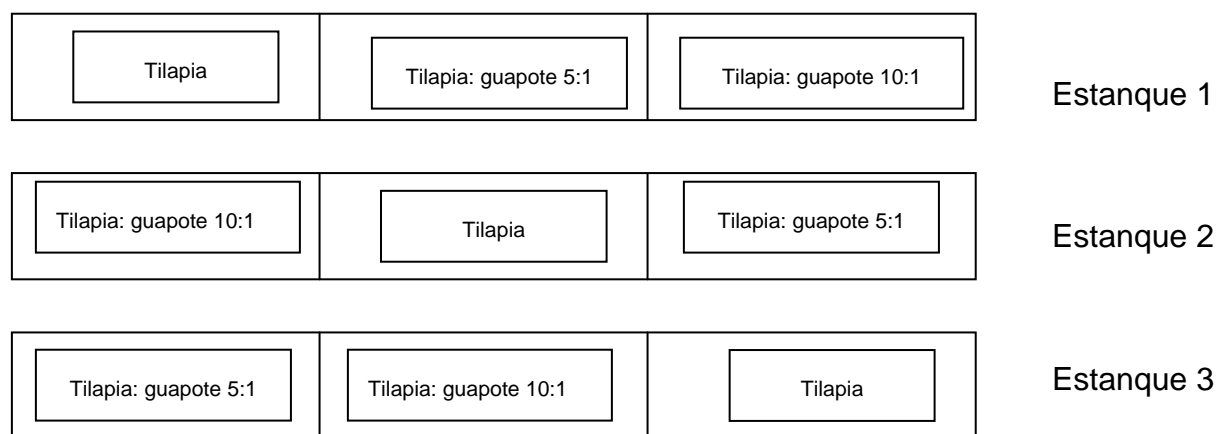 Tilapia
Tilapia: guapote 5:1
Tilapia: guapote 10:1
Estanque 1
Tilapia: guapote 10:1
Tilapia
Tilapia: guapote 5:1
Estanque 2
Tilapia: guapote 5:1
Tilapia: guapote 10:1
Tilapia
Estanque 3